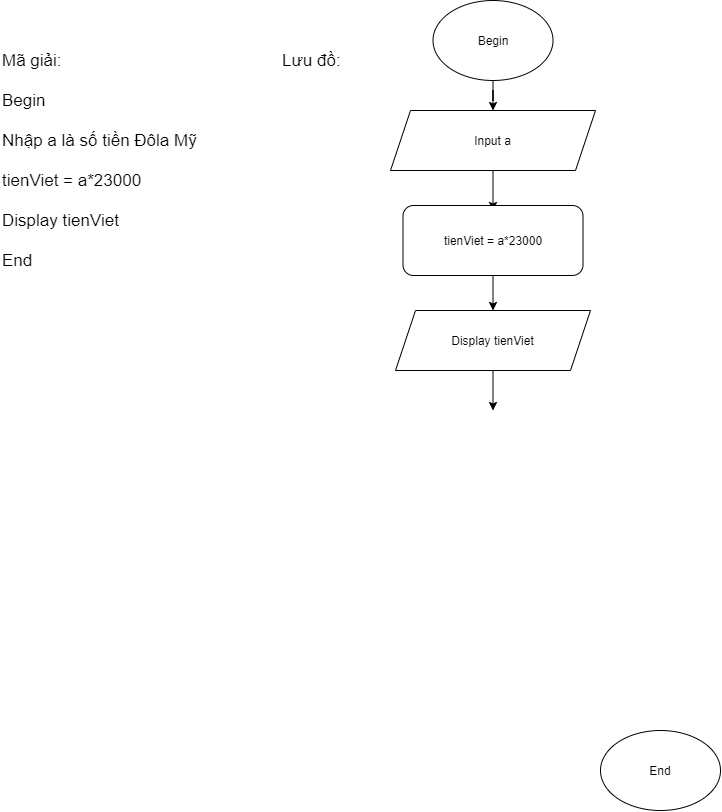 Mã giải:
Begin
Nhập a là số tiền Đôla Mỹ
tienViet = a*23000
Display tienViet
End
Lưu đồ:
Begin
Input a
tienViet = a*23000
Display tienViet
End